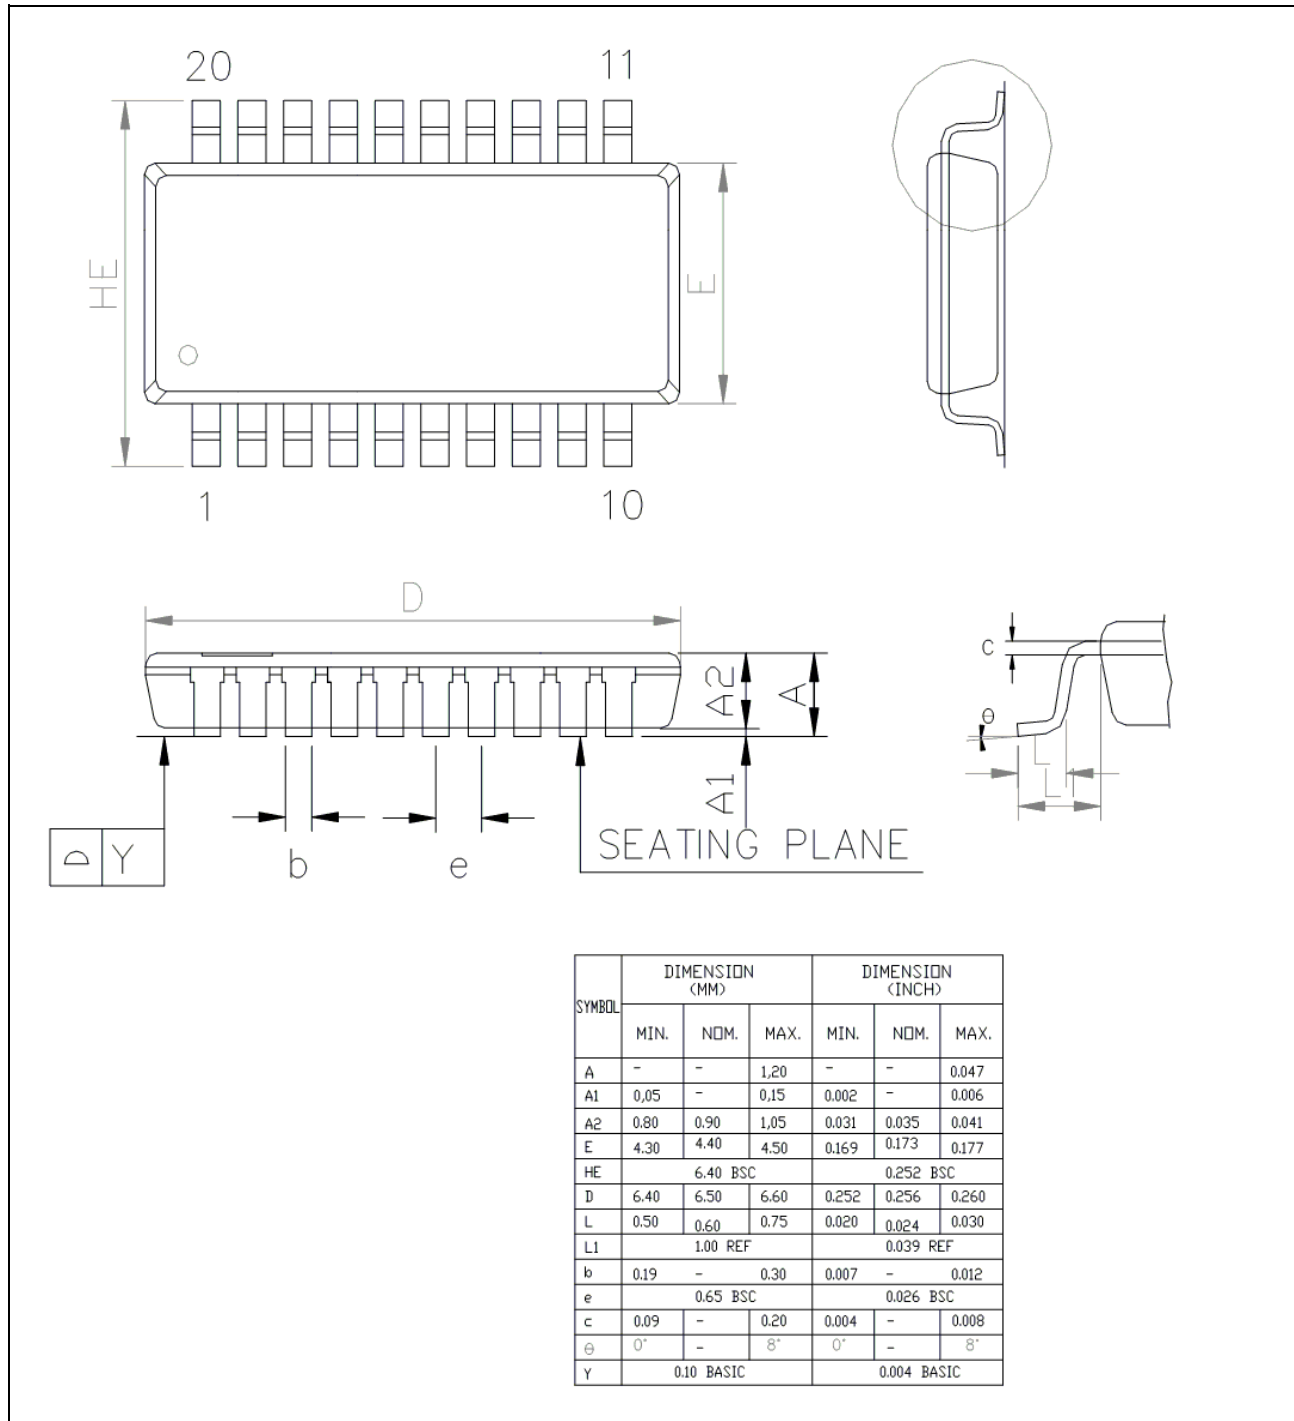 20 11
HE
E
1 10
D
A2
A
A1
C
θ
L
L1
D Y
b
e
SEATING PLANE
SYMBOL DIMENSION (MM) DIMENSION (INCH)
MIN. NOM. MAX. MIN. NOM. MAX.
A - - 1,20 - - 0.047
A1 0,05 - 0,15 0.002 - 0.006
A2 0.80 0.90 1,05 0.031 0.035 0.041
E 4.30 4.40 4.50 0.169 0.173 0.177
HE 6.40 BSC 0.252 BSC
D 6.40 6.50 6.60 0.252 0.256 0.260
L 0.50 0.60 0.75 0.020 0.024 0.030
L1 1.00 REF 0.039 REF
b 0.19 - 0.30 0.007 - 0.012
e 0.65 BSC 0.026 BSC
c 0.09 - 0.20 0.004 - 0.008
θ 0° - 8° 0° - 8°
Y 0.10 BASIC 0.004 BASIC